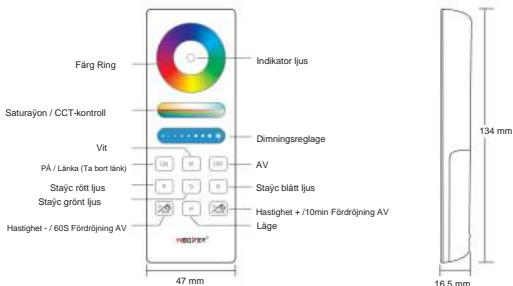 Färg Ring
Indikator ljus
Saturaÿon / CCT-kontroll
Dimningsreglage
Vit
PÅ / Länka (Ta bort länk)
AV
ON
W
OFF
Staÿc rött ljus
Staÿc blått ljus
R
G
B
Staÿc grönt ljus
Hastighet + /10min Fördröjning AV
Läge
Hastighet - / 60S Fördröjning AV
M
47 mm
134 mm
16.5 mm